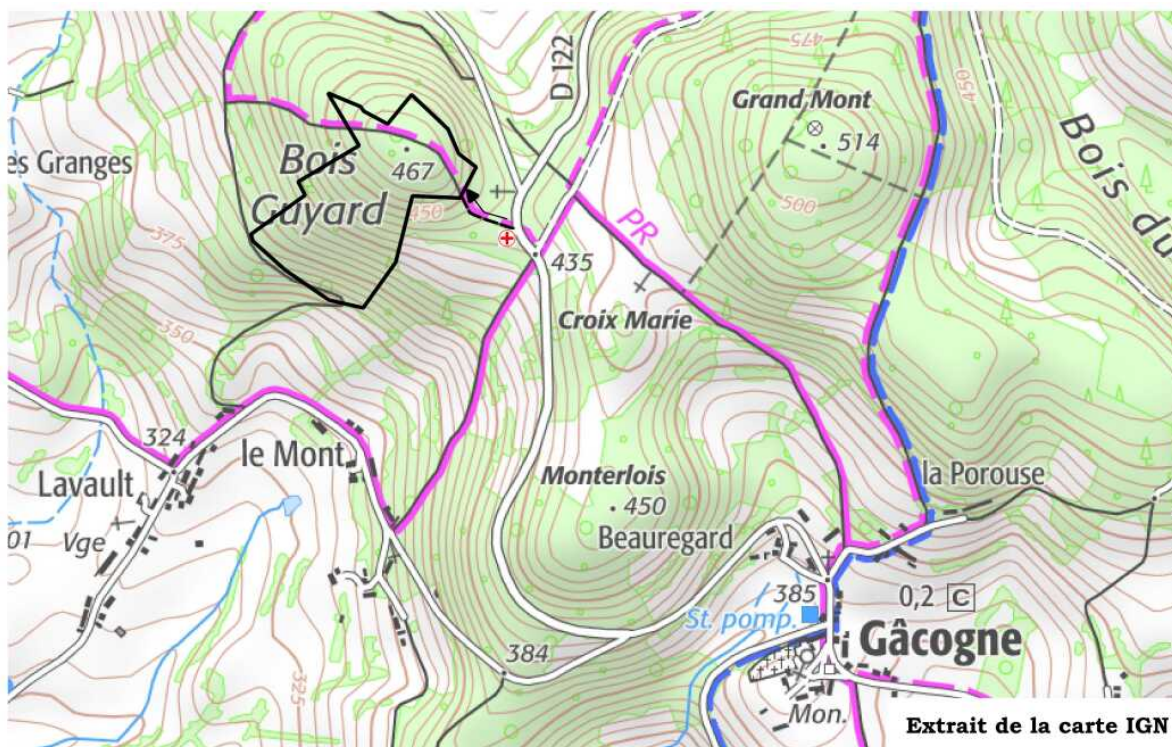 D 122
475
Grand Mont
514
450
es Granges
Bois
467
Guyard
450
Bois du
500
PR
375
435
Croix Marie
350
324
le Mont
Lavault
Monterlois
450
la Porouse
Beauregard
01
Vge
385
0,2 C
St. pomp.
Gâcogne
384
325
Mon.
Extrait de la carte IGN